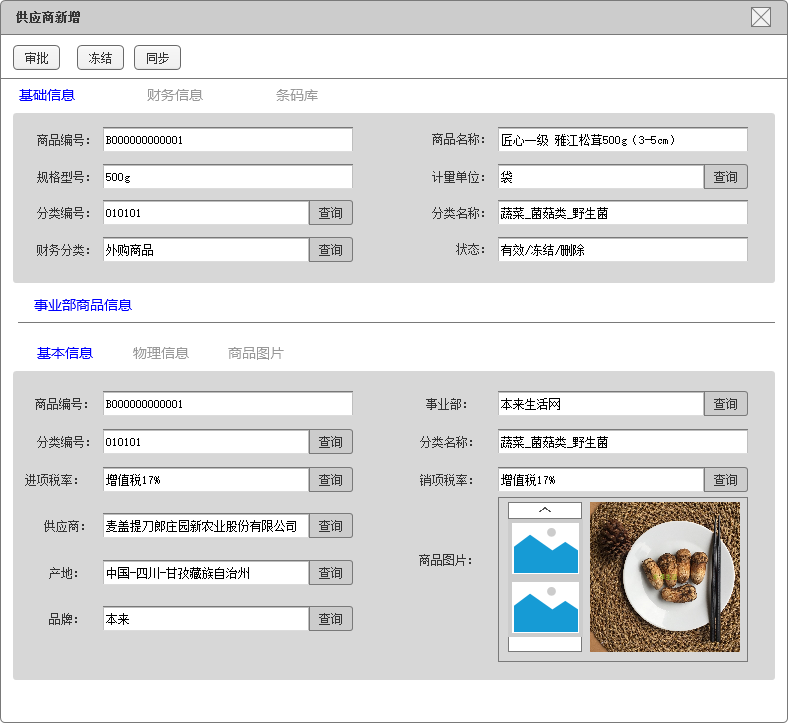 供应商新增
审批 冻结 同步
基础信息 财务信息 条码库
商品编号： B000000000001 商品名称： 匠心一级 雅江松茸500g（3-5cm）
规格型号： 500g 计量单位： 袋 查询
分类编号： 010101 查询 分类名称： 蔬菜_菌菇类_野生菌
财务分类： 外购商品 查询 状态： 有效/冻结/删除
事业部商品信息
基本信息 物理信息 商品图片
商品编号： B000000000001 事业部： 本来生活网 查询
分类编号： 010101 查询 分类名称： 蔬菜_菌菇类_野生菌
进项税率： 增值税17% 查询 销项税率： 增值税17% 查询
供应商： 麦盖提刀郎庄园新农业股份有限公司 查询
商品图片：
产地： 中国-四川-甘孜藏族自治州 查询
品牌： 本来 查询